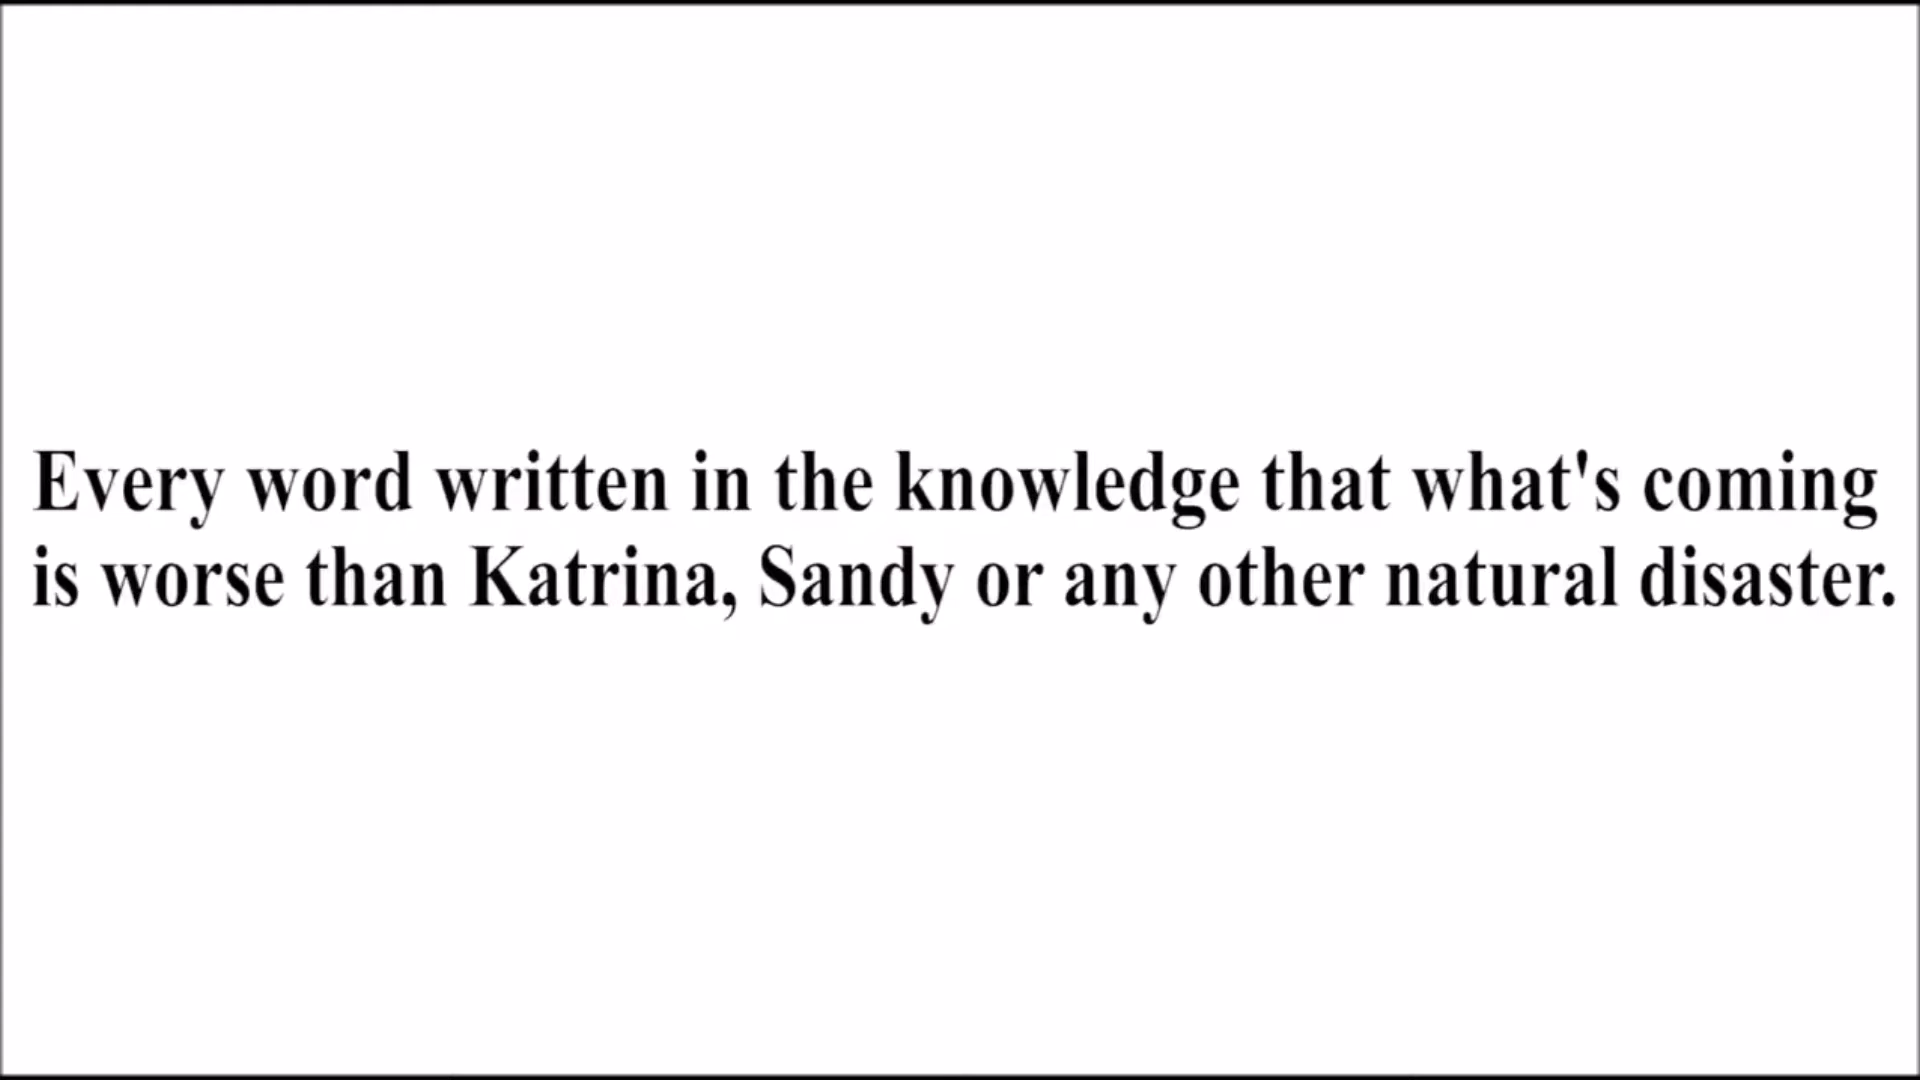 Every word written in the knowledge that what's coming
is worse than Katrina, Sandy or any other natural disaster.